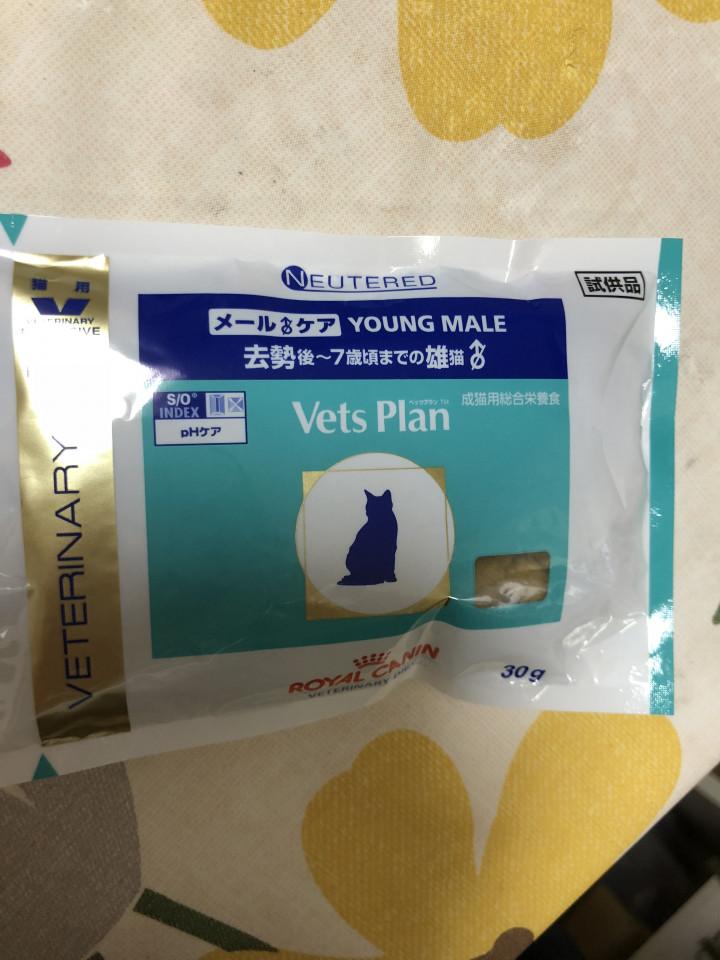 猫 用
NEUTERED
試供品
メール ケア YOUNG MALE
去勢後～7歳頃までの雄猫
S/O INDEX
pHケア
ベッツプラン TM
Vets Plan
成猫用総合栄養食
VETERINARY
ROYAL CANIN
30g